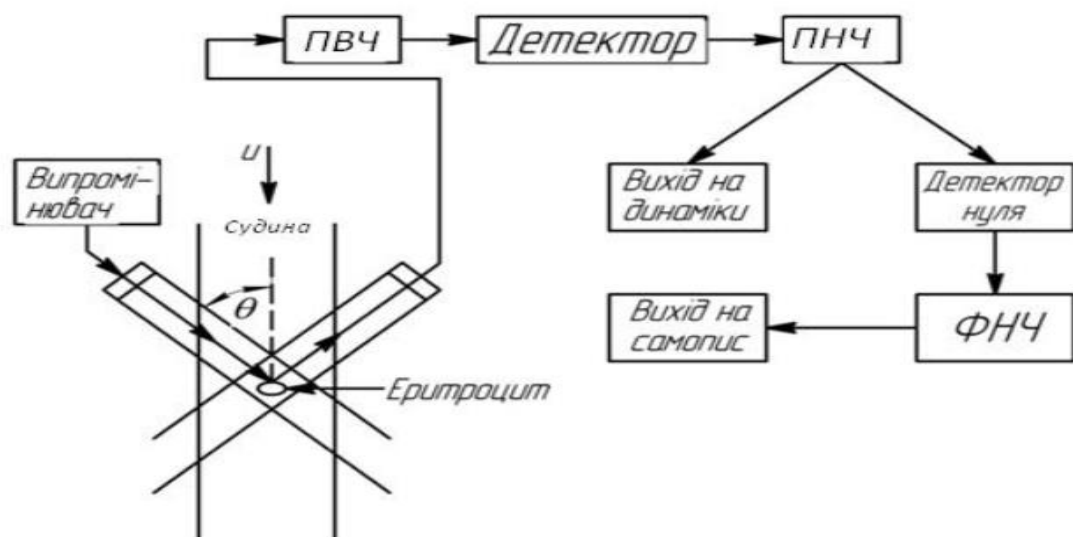 ПВЧ
Детектор
ПНЧ
Випромі-
нювач
u
Судина
θ
Еритроцит
Вихід на
динаміки
Детектор
нуля
Вихід на
самопис
ФНЧ